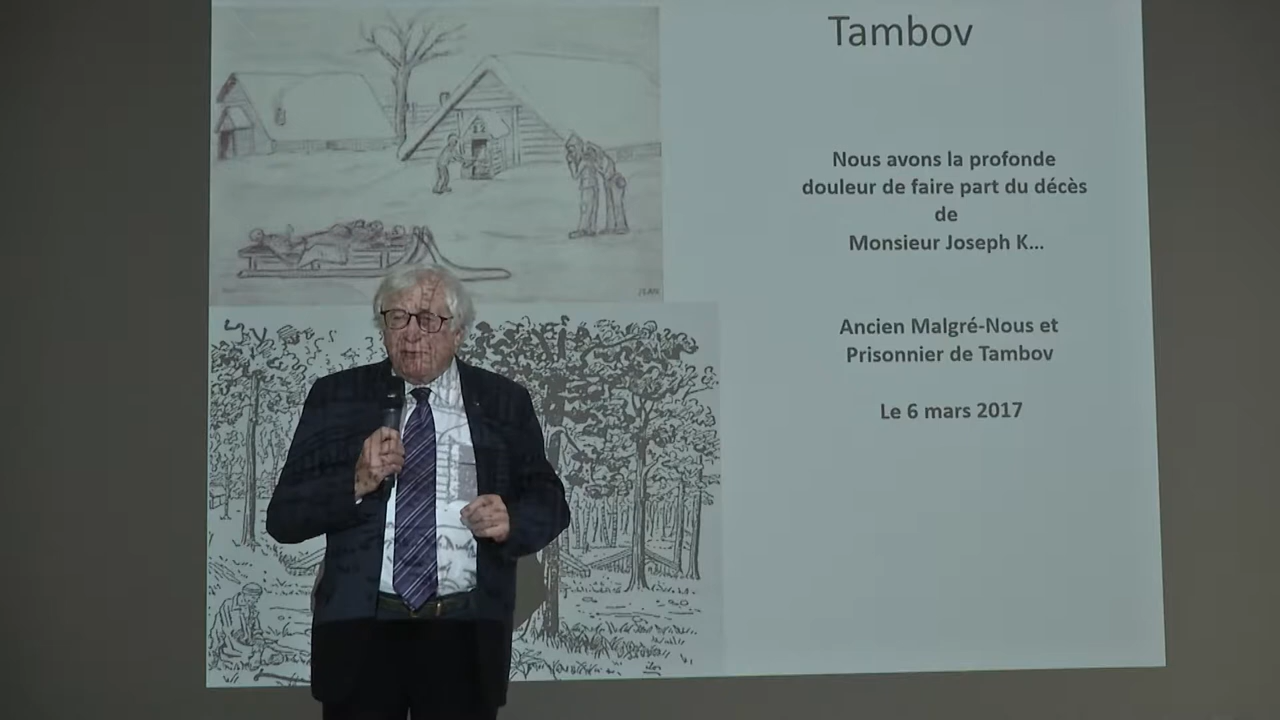 Tambov
Nous avons la profonde
douleur de faire part du décès
de
Monsieur Joseph K...
Ancien Malgré-Nous et
Prisonnier de Tambov
Le 6 mars 2017
JEAN